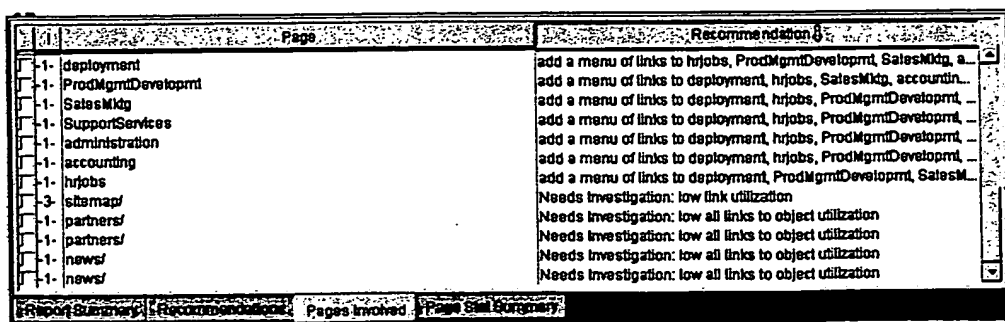 I Page Recommendation
-1- deployment add a menu of links to hrjobs, ProdMgmtDevelopmt, SalesMktg, a...
-1- ProdMgmtDevelopmt add a menu of links to deployment, hrjobs, SalesMktg, accountin...
-1- SalesMktg add a menu of links to deployment, hrjobs, ProdMgmtDevelopmt, ...
-1- SupportServices add a menu of links to deployment, hrjobs, ProdMgmtDevelopmt, ...
-1- administration add a menu of links to deployment, hrjobs, ProdMgmtDevelopmt, ...
-1- accounting add a menu of links to deployment, hrjobs, ProdMgmtDevelopmt, ...
-1- hrjobs add a menu of links to deployment, ProdMgmtDevelopmt, SalesM...
-3- sitemap/ Needs Investigation: low link utilization
-1- partners/ Needs Investigation: low all links to object utilization
-1- partners/ Needs Investigation: low all links to object utilization
-1- news/ Needs Investigation: low all links to object utilization
-1- news/ Needs Investigation: low all links to object utilization
Report Summary Recommendations Pages Involved Page Stat Summary